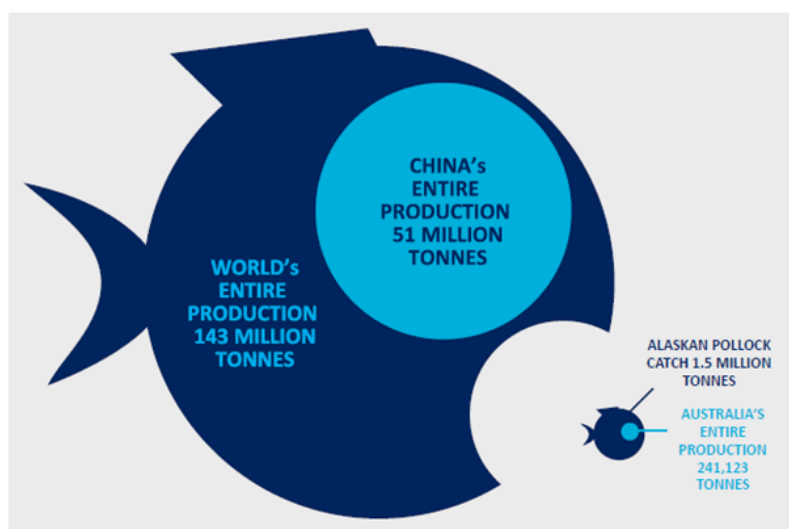 CHINA's
ENTIRE
PRODUCTION
51 MILLION
TONNES
WORLD's
ENTIRE
PRODUCTION
143 MILLION
TONNES
ALASKAN POLLOCK
CATCH 1.5 MILLION
TONNES
AUSTRALIA'S
ENTIRE
PRODUCTION
241,123
TONNES